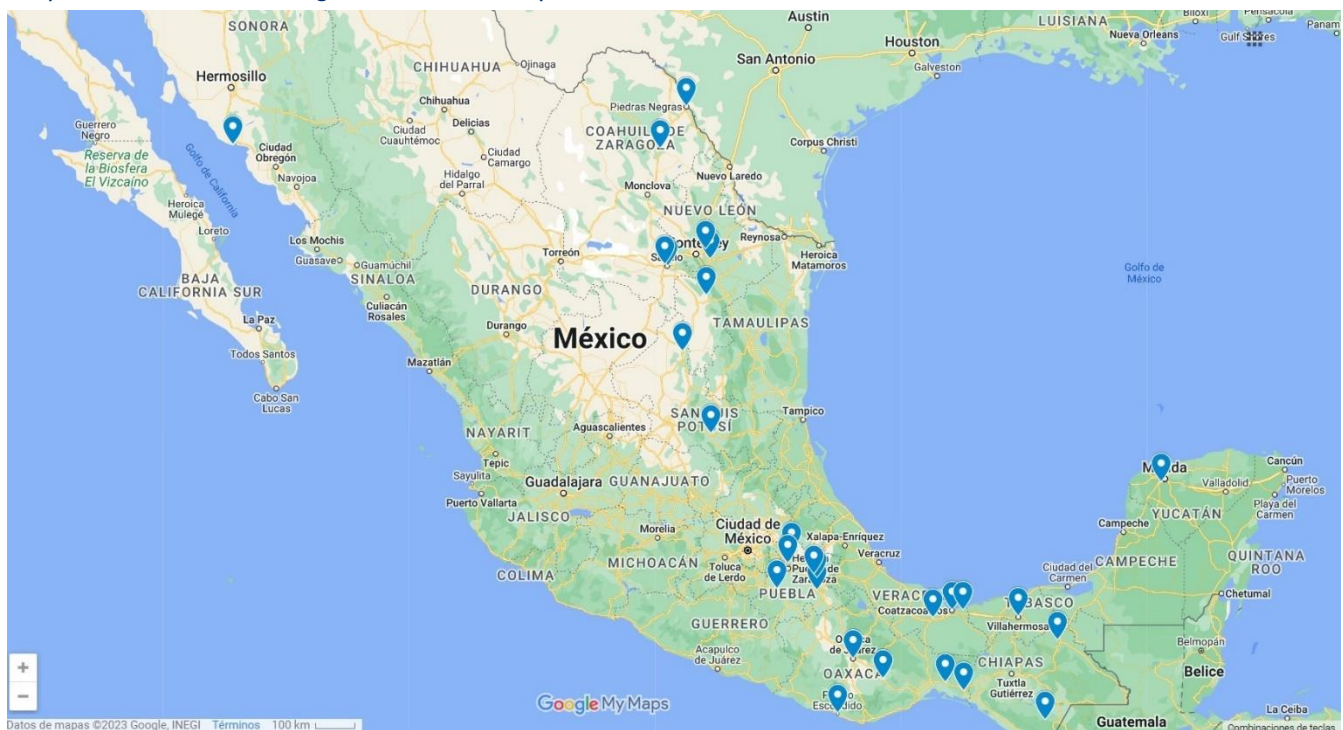 Austin
LUISIANA
Biloxi
Pensacola
SONORA
Houston
Nueva Orleans
Panam
San Antonio
CHIHUAHUA
Ojinaga
Galveston
Hermosillo
Chihuahua
Piedras Negras
Guerrero
Negro
Ciudad
Cuauhtémoc
Delicias
Corpus Christi
Reserva de
la Biosfera
El Vizcaíno
Golfo de California
Ciudad
Obregón
Navojoa
Ciudad
Camargo
ZARAGOZA
Hidalgo
del Parral
Monclova
Nuevo Laredo
Heroica
Mulegé
Loreto
NUEVO LEÓN
Los Mochis
Guasave
Guamúchil
SINALOA
Torreón
Reynosa
Heroica
Matamoros
Golfo de
México
BAJA
CALIFORNIA SUR
Culiacán
Rosales
DURANGO
La Paz
Durango
México
TAMAULIPAS
Todos Santos
Mazatlán
Cabo San
Lucas
NAYARIT
Aguascalientes
Tampico
Tepic
Sayulita
Guadalajara
GUANAJUATO
Cancún
Puerto
Morelos
Valladolid
Playa del
Carmen
Puerto Vallarta
JALISCO
YUCATÁN
Morelia
Ciudad de
México
Xalapa-Enríquez
Veracruz
Campeche
COLIMA
MICHOACÁN
Toluca
de Lerdo
PUEBLA
Ciudad del
Carmen
CAMPECHE
QUINTANA
ROO
Chetumal
GUERRERO
Villahermosa
Acapulco
de Juárez
Belmopán
Belice
CHIAPAS
Tuxtla
Gutiérrez
Google My Maps
Guatemala
La Ceiba
+
−
Datos de mapas ©2023 Google, INEGI Términos 100 km
Combinaciones de teclas